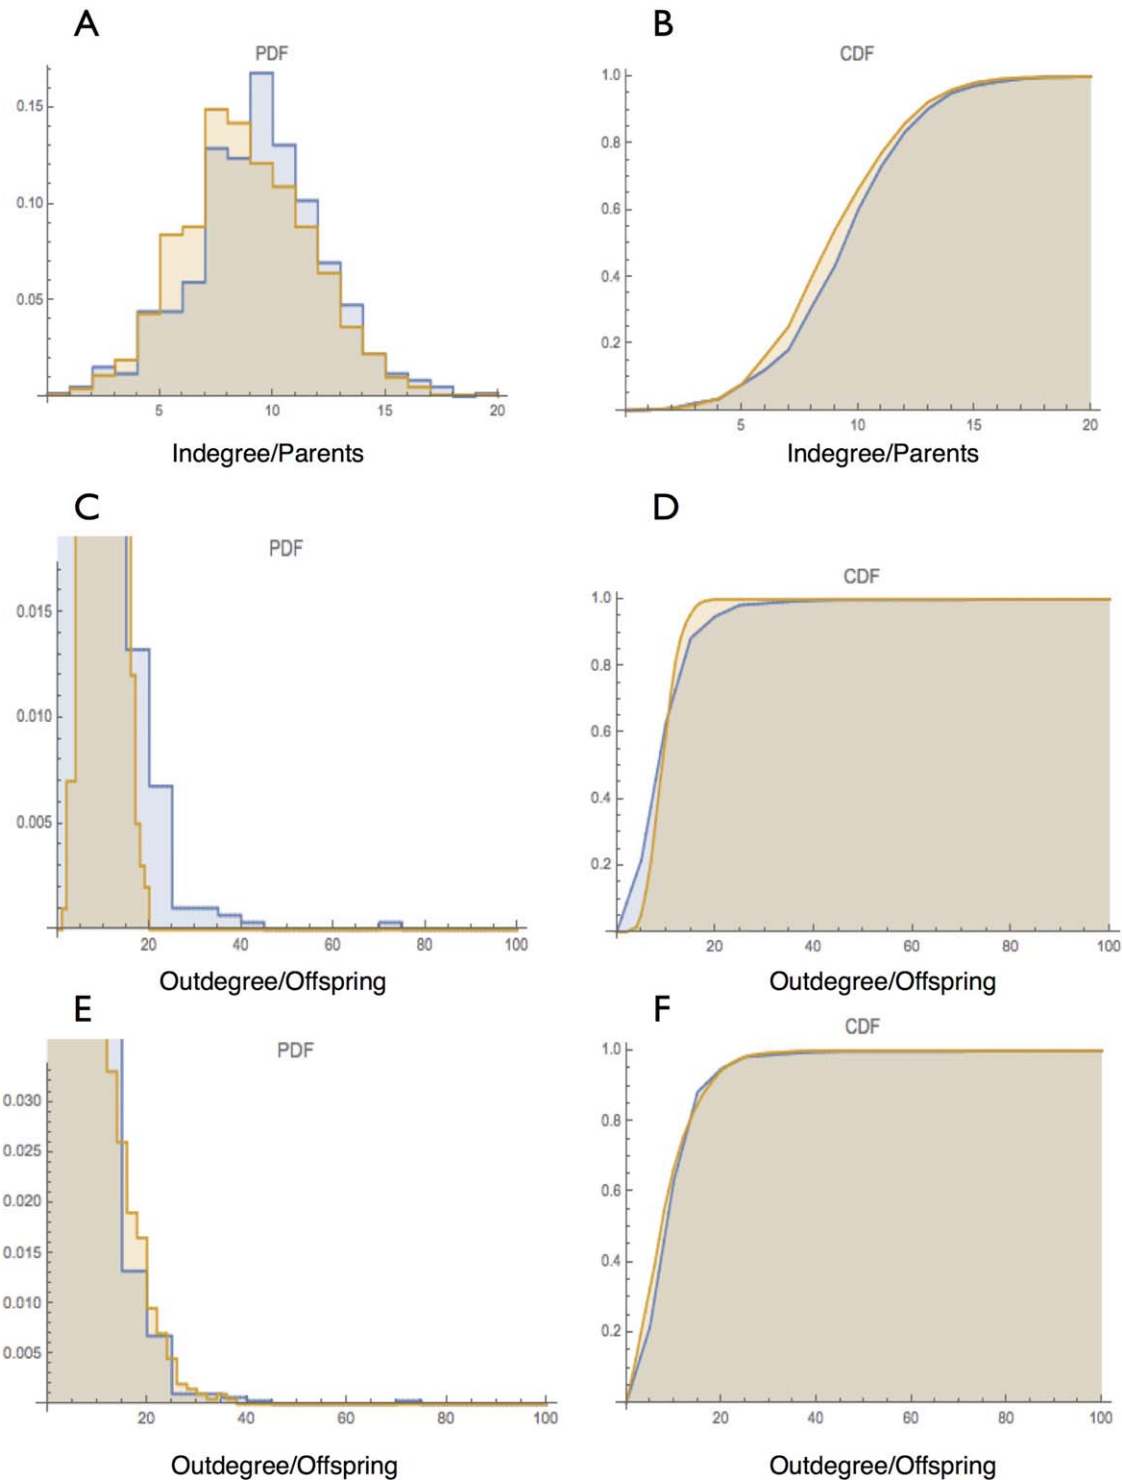 A
PDF
0.15
0.10
0.05
5 10 15 20
Indegree/Parents
B
CDF
1.0
0.8
0.6
0.4
0.2
5 10 15 20
Indegree/Parents
C
PDF
0.015
0.010
0.005
20 40 60 80 100
Outdegree/Offspring
D
CDF
1.0
0.8
0.6
0.4
0.2
20 40 60 80 100
Outdegree/Offspring
E
PDF
0.030
0.025
0.020
0.015
0.010
0.005
20 40 60 80 100
Outdegree/Offspring
F
CDF
1.0
0.8
0.6
0.4
0.2
20 40 60 80 100
Outdegree/Offspring